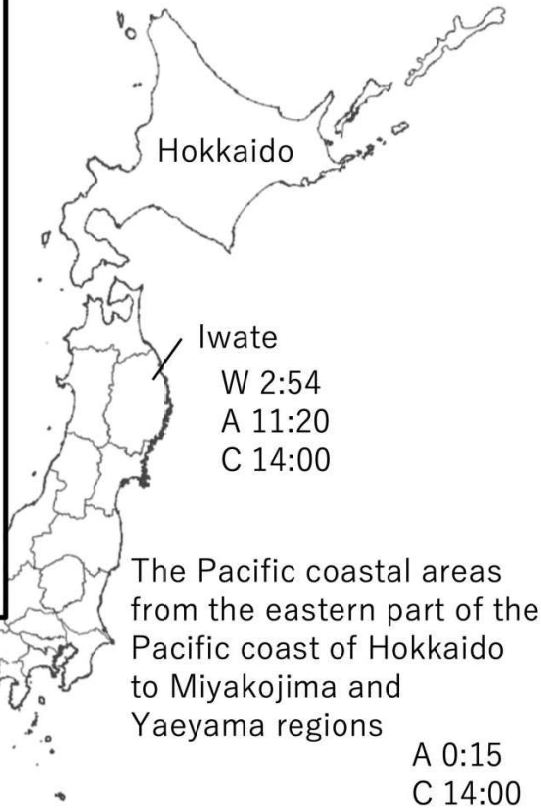 Hokkaido
Iwate
W 2:54
A 11:20
C 14:00
The Pacific coastal areas
from the eastern part of the
Pacific coast of Hokkaido
to Miyakojima and
Yaeyama regions
A 0:15
C 14:00